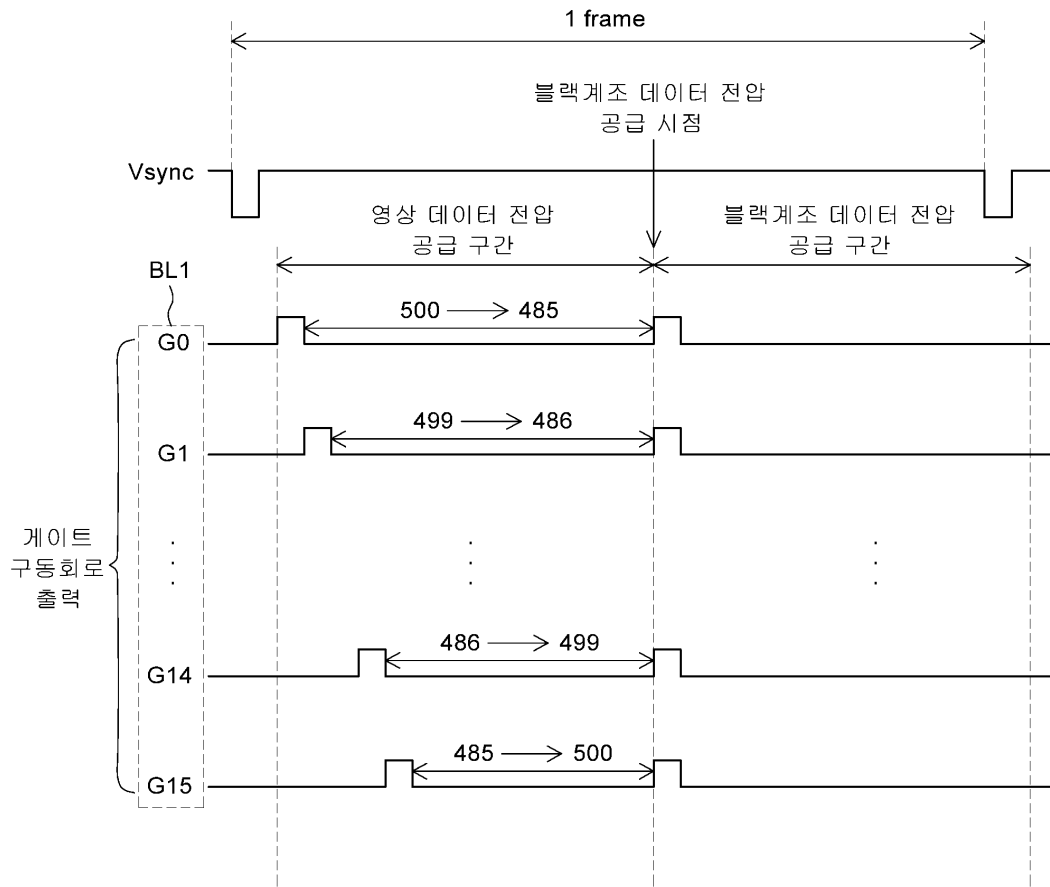 1 frame
블랙계조 데이터 전압
공급 시점
Vsync
영상 데이터 전압
공급 구간
블랙계조 데이터 전압
공급 구간
BL1
500 → 485
G0
499 → 486
G1
게이트
구동회로
출력
486 → 499
G14
485 → 500
G15